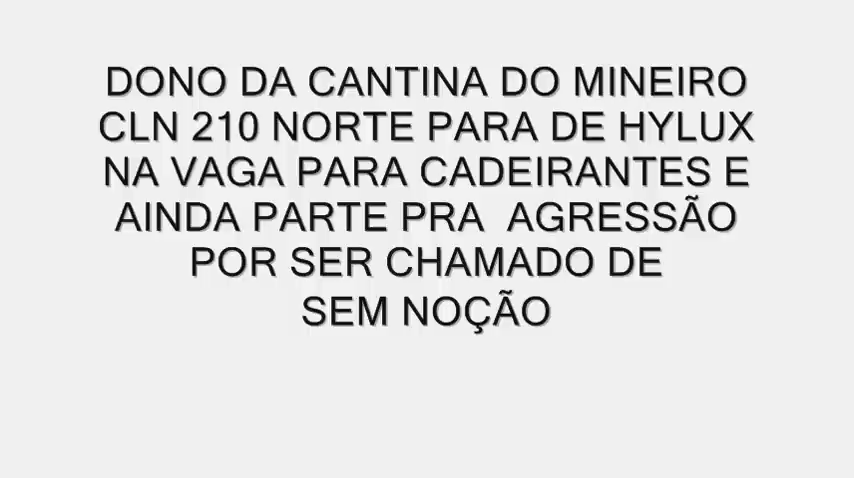 DONO DA CANTINA DO MINEIRO
CLN 210 NORTE PARA DE HYLUX
NA VAGA PARA CADEIRANTES E
AINDA PARTE PRA AGRESSÃO
POR SER CHAMADO DE
SEM NOÇÃO